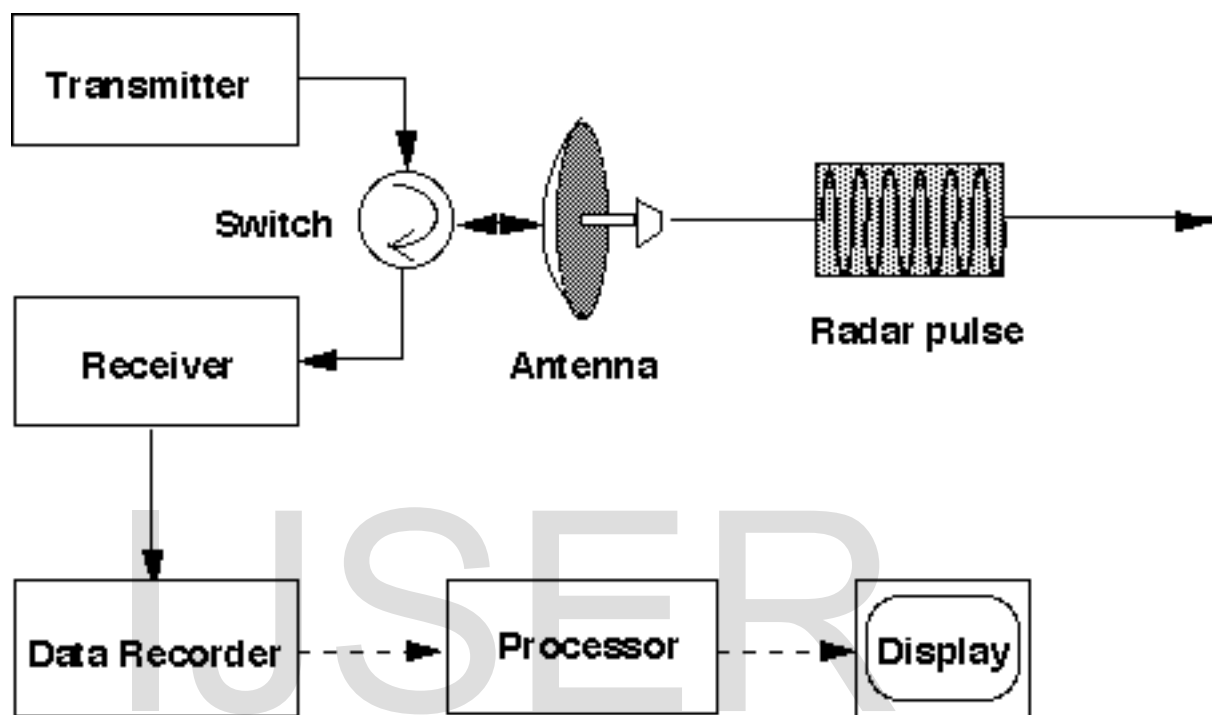 Transmitter
Switch
Receiver
Antenna
Radar pulse
IJSER
Data Recorder
Processor
Display